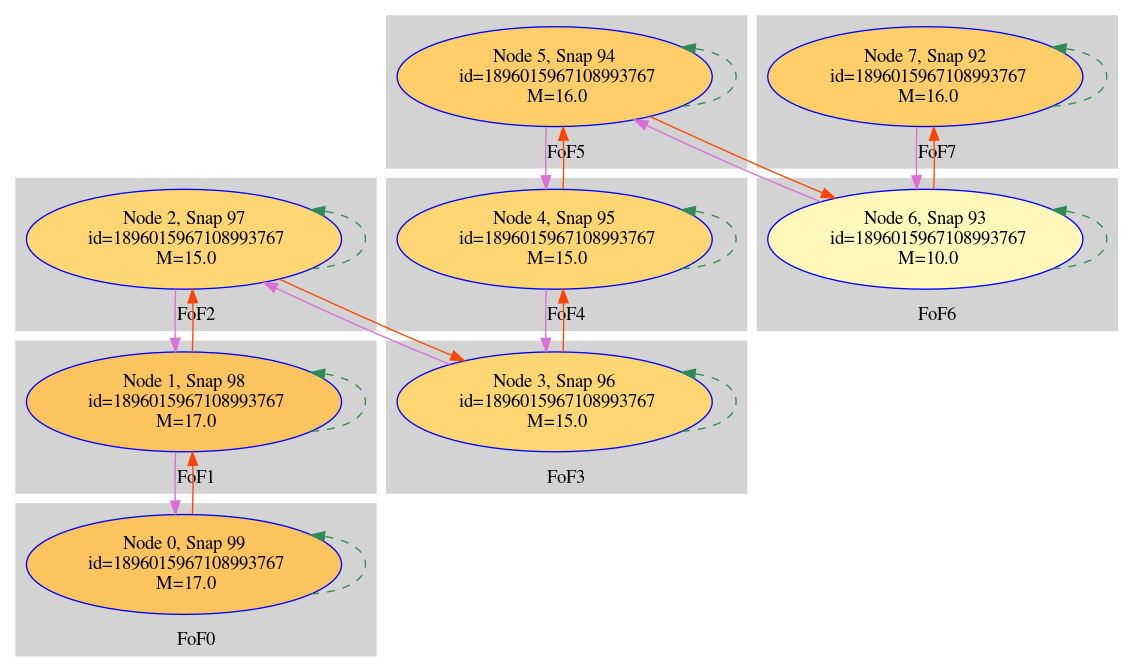 Node 5, Snap 94
id=1896015967108993767
M=16.0
FoF5
Node 7, Snap 92
id=1896015967108993767
M=16.0
FoF7
Node 2, Snap 97
id=1896015967108993767
M=15.0
FoF2
Node 4, Snap 95
id=1896015967108993767
M=15.0
FoF4
Node 6, Snap 93
id=1896015967108993767
M=10.0
FoF6
Node 1, Snap 98
id=1896015967108993767
M=17.0
FoF1
Node 3, Snap 96
id=1896015967108993767
M=15.0
FoF3
Node 0, Snap 99
id=1896015967108993767
M=17.0
FoF0